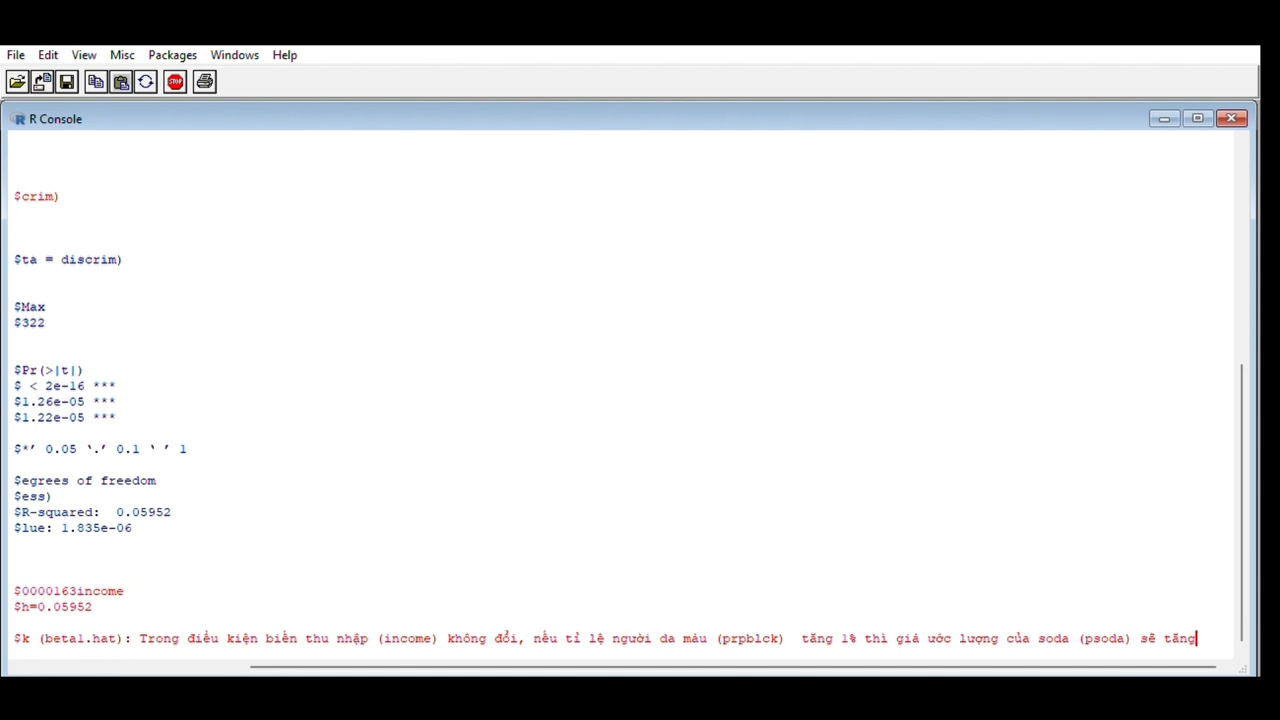 File Edit View Misc Packages Windows Help
STOP
R Console
$crim)
$ta = discrim)
$Max
$322
$Pr(>|t|)
$ < 2e-16 ***
$1.26e-05 ***
$1.22e-05 ***
$*’ 0.05 ‘.’ 0.1 ‘ ’ 1
$egrees of freedom
$ess)
$R-squared:  0.05952
$lue: 1.835e-06
$0000163income
$h=0.05952
$k (beta1.hat): Trong điều kiện biến thu nhập (income) không đổi, nếu tỉ lệ người da màu (prpblck)  tăng 1% thì giá ước lượng của soda (psoda) sẽ tăng